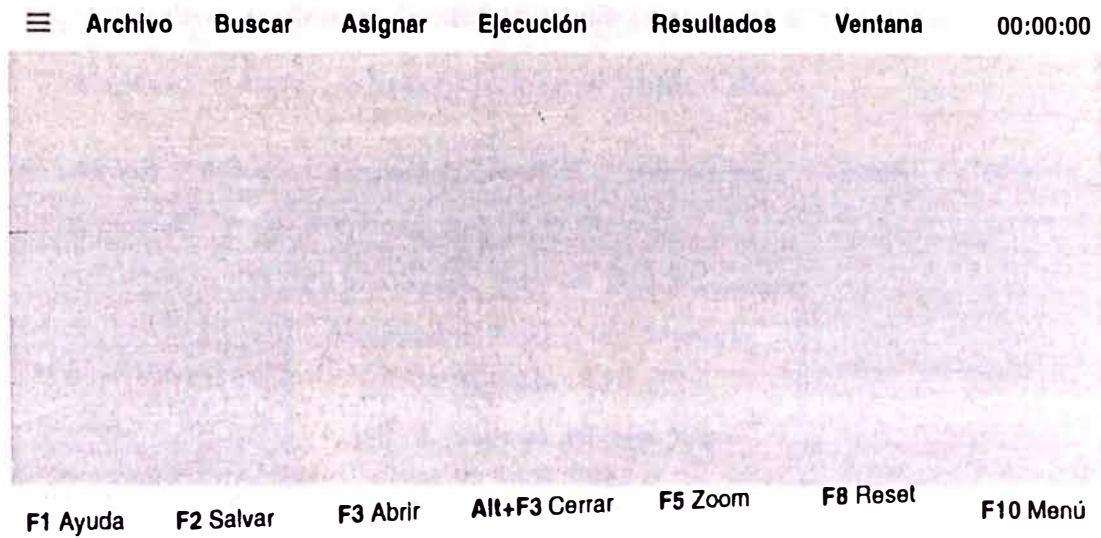 ≡ Archivo Buscar Asignar Ejecución Resultados Ventana 00:00:00
F1 Ayuda F2 Salvar F3 Abrir Alt+F3 Cerrar F5 Zoom F8 Reset F10 Menú